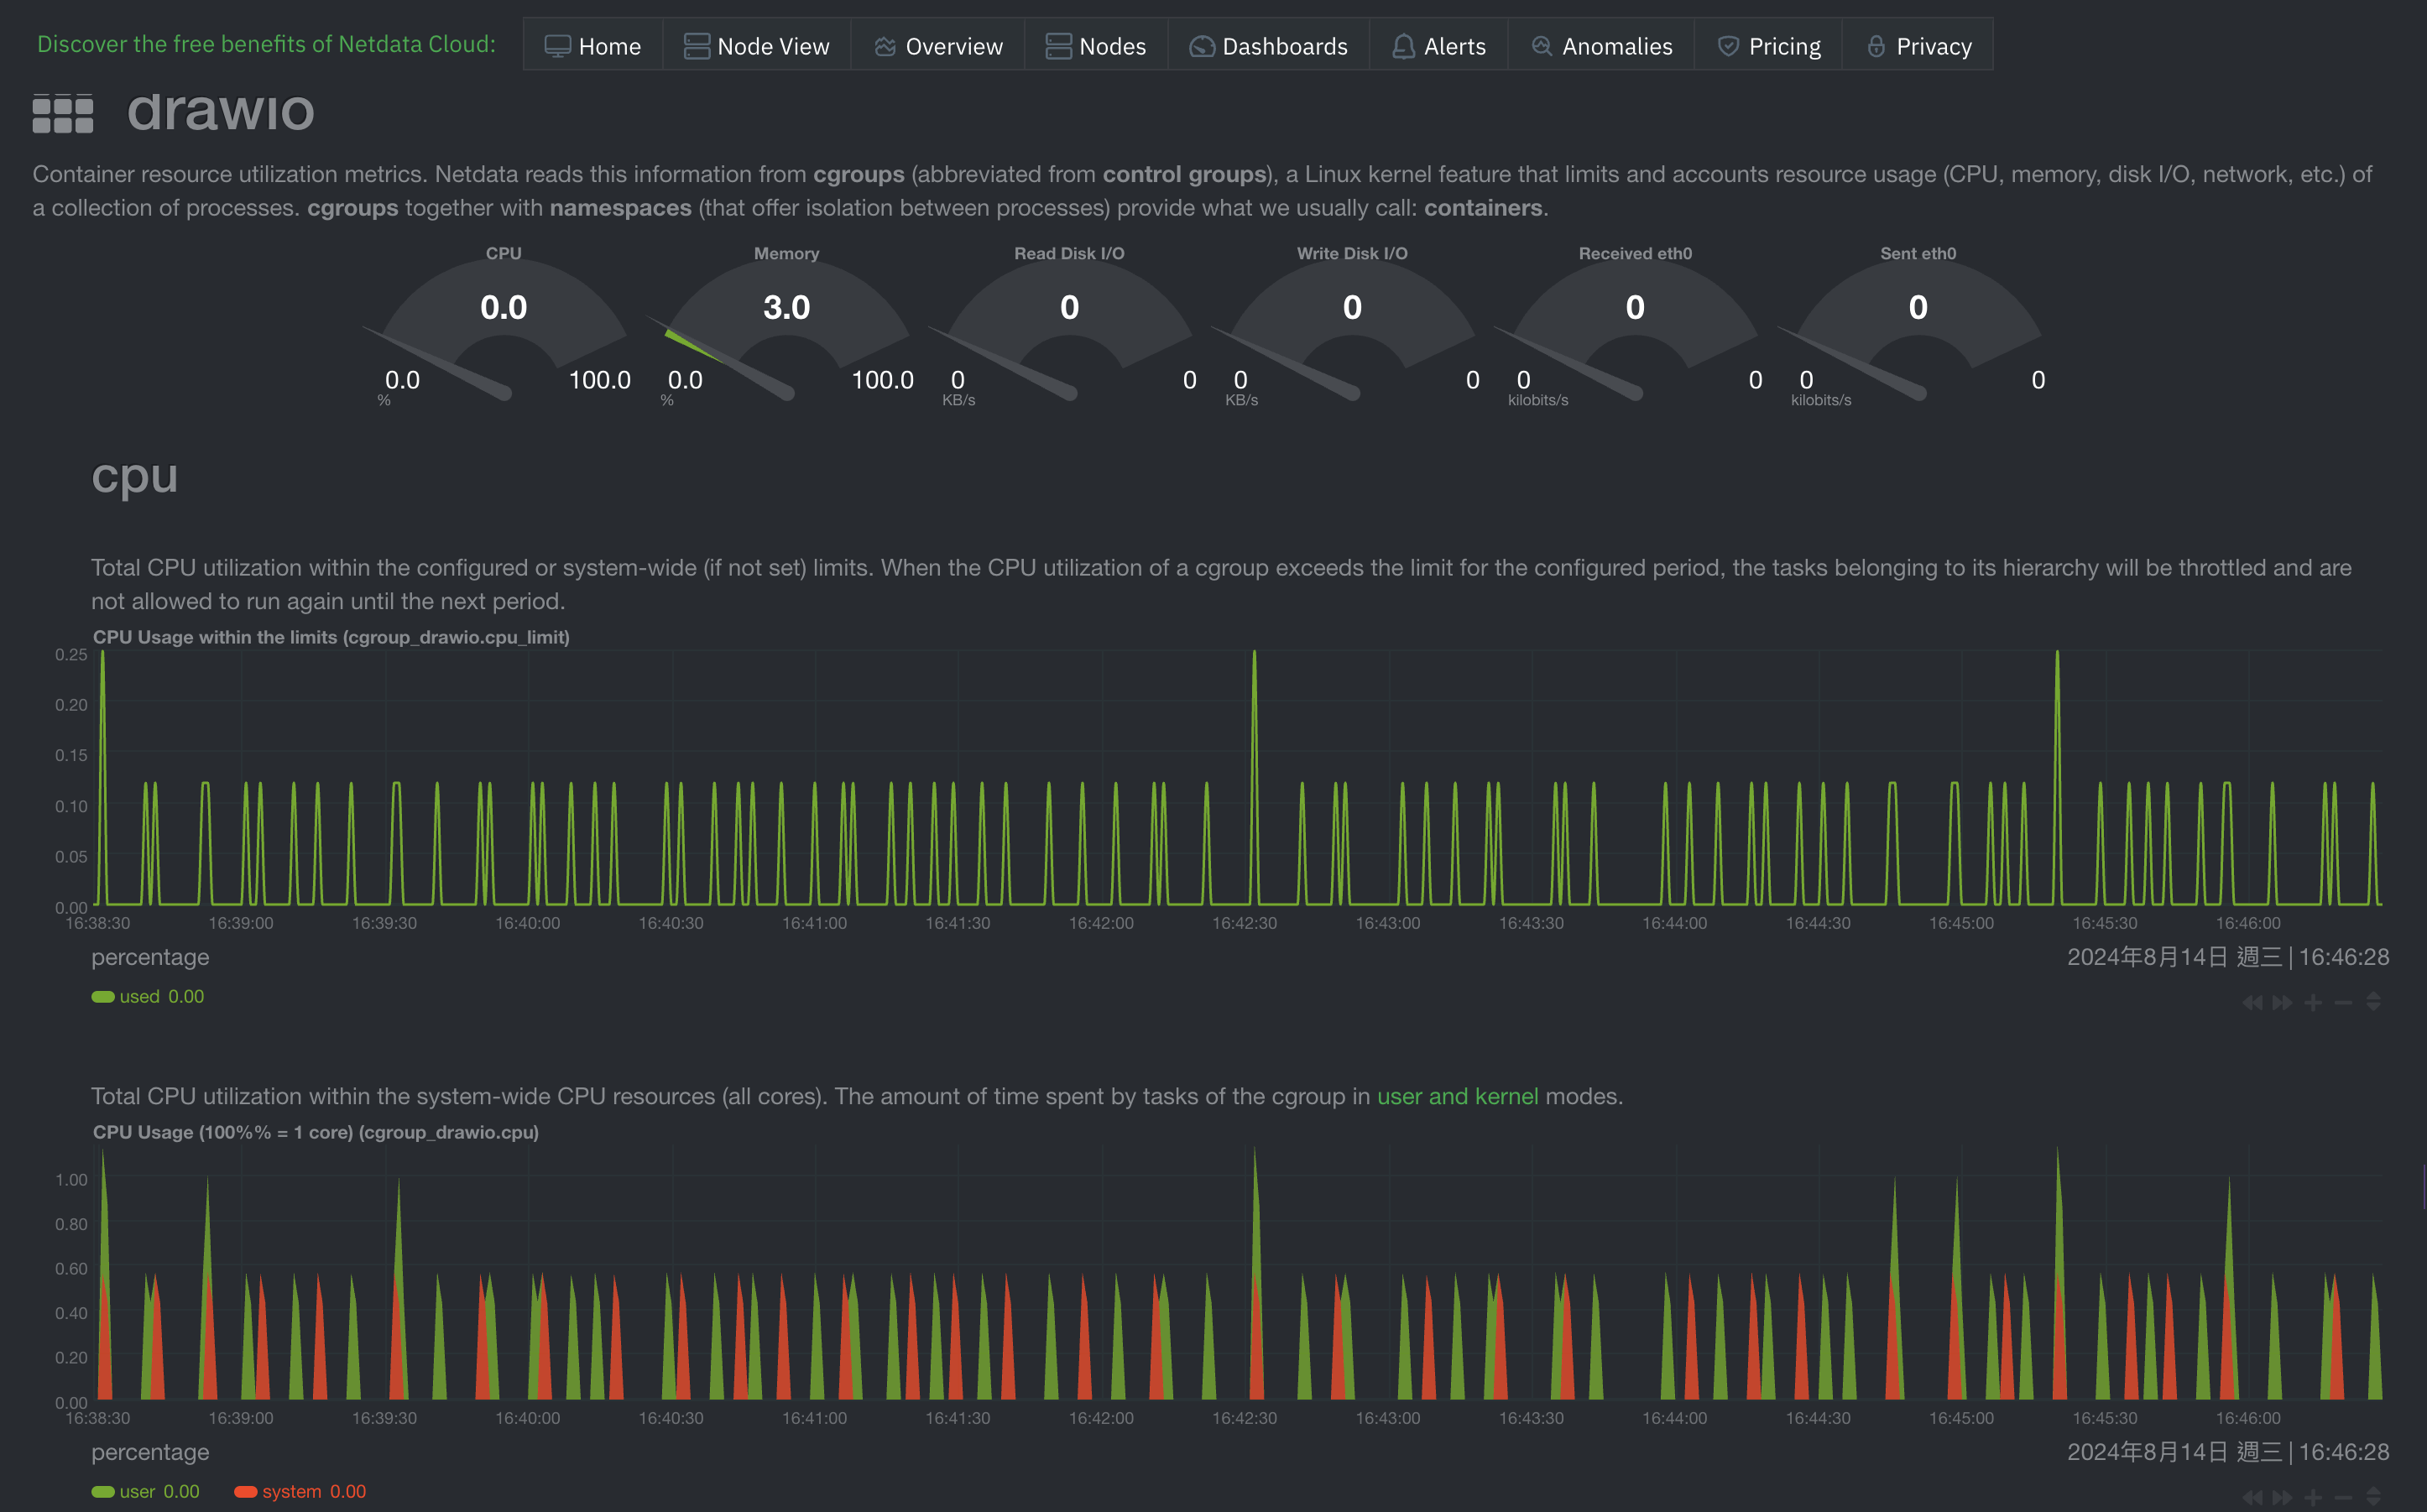 Discover the free benefits of Netdata Cloud: Home Node View Overview Nodes Dashboards Alerts Anomalies Pricing Privacy
drawio
Container resource utilization metrics. Netdata reads this information from cgroups (abbreviated from control groups), a Linux kernel feature that limits and accounts resource usage (CPU, memory, disk I/O, network, etc.) of
a collection of processes. cgroups together with namespaces (that offer isolation between processes) provide what we usually call: containers.
CPU Memory Read Disk I/O Write Disk I/O Received eth0 Sent eth0
0.0 3.0 0 0 0 0
0.0 100.0 0.0 100.0 0 0 0 0 0 0 0 0
% % KB/s KB/s kilobits/s kilobits/s
cpu
Total CPU utilization within the configured or system-wide (if not set) limits. When the CPU utilization of a cgroup exceeds the limit for the configured period, the tasks belonging to its hierarchy will be throttled and are
not allowed to run again until the next period.
CPU Usage within the limits (cgroup_drawio.cpu_limit)
0.25
0.20
0.15
0.10
0.05
0.00
16:38:30 16:39:00 16:39:30 16:40:00 16:40:30 16:41:00 16:41:30 16:42:00 16:42:30 16:43:00 16:43:30 16:44:00 16:44:30 16:45:00 16:45:30 16:46:00
percentage 2024年8月14日 週三 | 16:46:28
used 0.00
Total CPU utilization within the system-wide CPU resources (all cores). The amount of time spent by tasks of the cgroup in user and kernel modes.
CPU Usage (100%% = 1 core) (cgroup_drawio.cpu)
1.00
0.80
0.60
0.40
0.20
0.00
16:38:30 16:39:00 16:39:30 16:40:00 16:40:30 16:41:00 16:41:30 16:42:00 16:42:30 16:43:00 16:43:30 16:44:00 16:44:30 16:45:00 16:45:30 16:46:00
percentage 2024年8月14日 週三 | 16:46:28
user 0.00 system 0.00